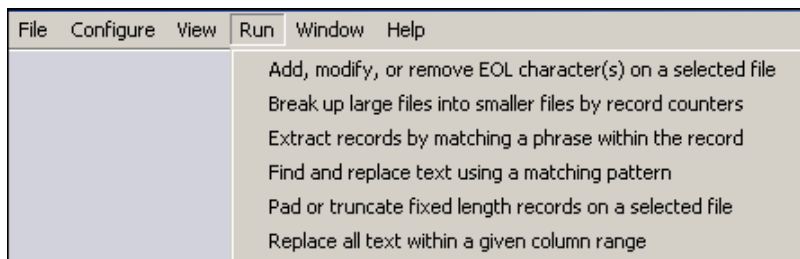 File Configure View Run Window Help
Add, modify, or remove EOL character(s) on a selected file
Break up large files into smaller files by record counters
Extract records by matching a phrase within the record
Find and replace text using a matching pattern
Pad or truncate fixed length records on a selected file
Replace all text within a given column range